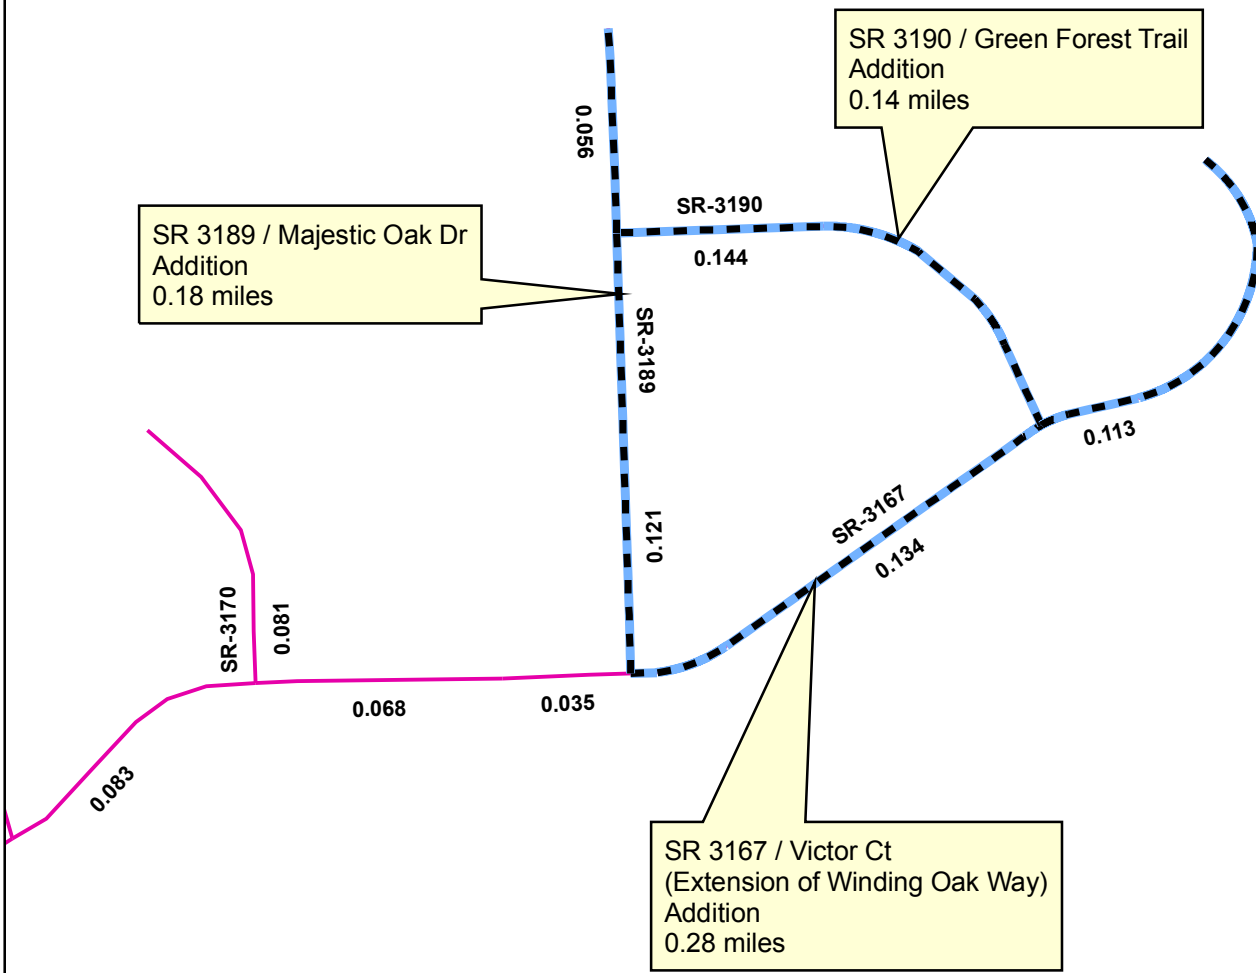 SR 3190 / Green Forest Trail
Addition
0.14 miles
0.056
SR-3190
0.144
SR 3189 / Majestic Oak Dr
Addition
0.18 miles
SR-3189
0.113
SR-3167
0.134
0.121
SR-3170
0.081
0.068
0.035
0.083
SR 3167 / Victor Ct
(Extension of Winding Oak Way)
Addition
0.28 miles